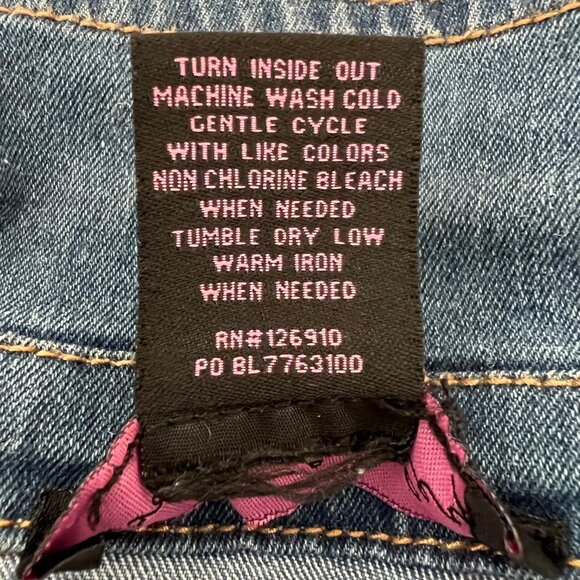 TURN INSIDE OUT
MACHINE WASH COLD
GENTLE CYCLE
WITH LIKE COLORS
NON CHLORINE BLEACH
WHEN NEEDED
TUMBLE DRY LOW
WARM IRON
WHEN NEEDED
RN#126910
PO BL7763100